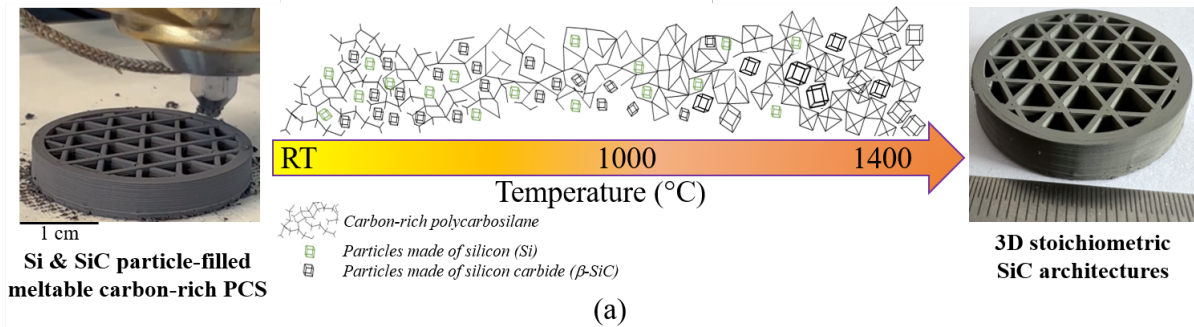 RT
1000
1400
Temperature (°C)
Carbon-rich polycarbosilane
Particles made of silicon (Si)
Particles made of silicon carbide (β-SiC)
1 cm
Si & SiC particle-filled
meltable carbon-rich PCS
3D stoichiometric
SiC architectures
(a)